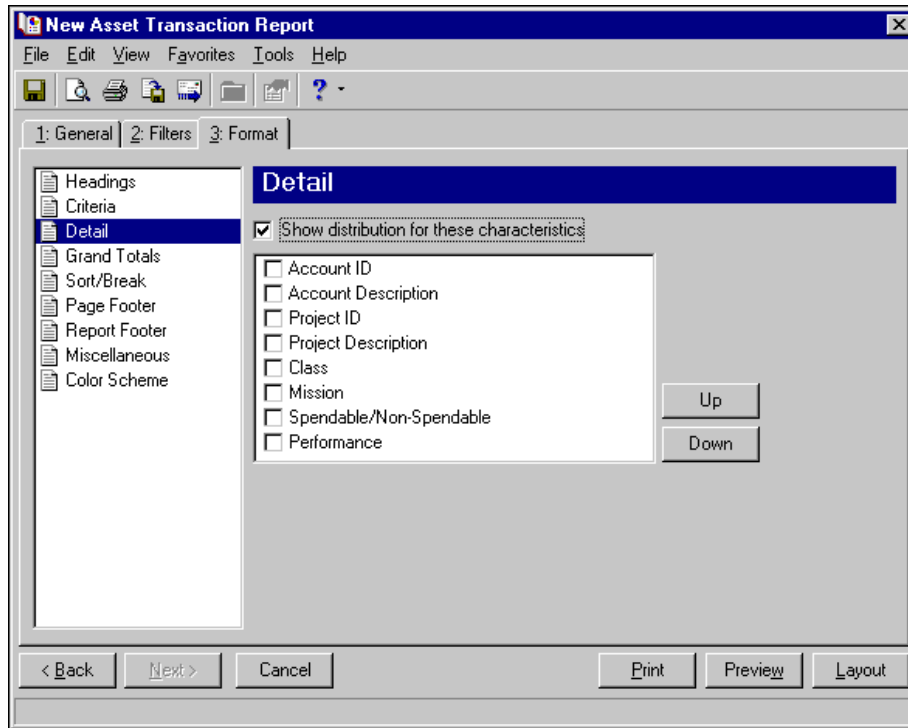 New Asset Transaction Report
File Edit View Favorites Tools Help
?
1: General 2: Filters 3: Format
Headings
Criteria
Detail
Grand Totals
Sort/Break
Page Footer
Report Footer
Miscellaneous
Color Scheme
Detail
Show distribution for these characteristics
Account ID
Account Description
Project ID
Project Description
Class
Mission
Spendable/Non-Spendable
Performance
Up
Down
< Back Next > Cancel Print Preview Layout